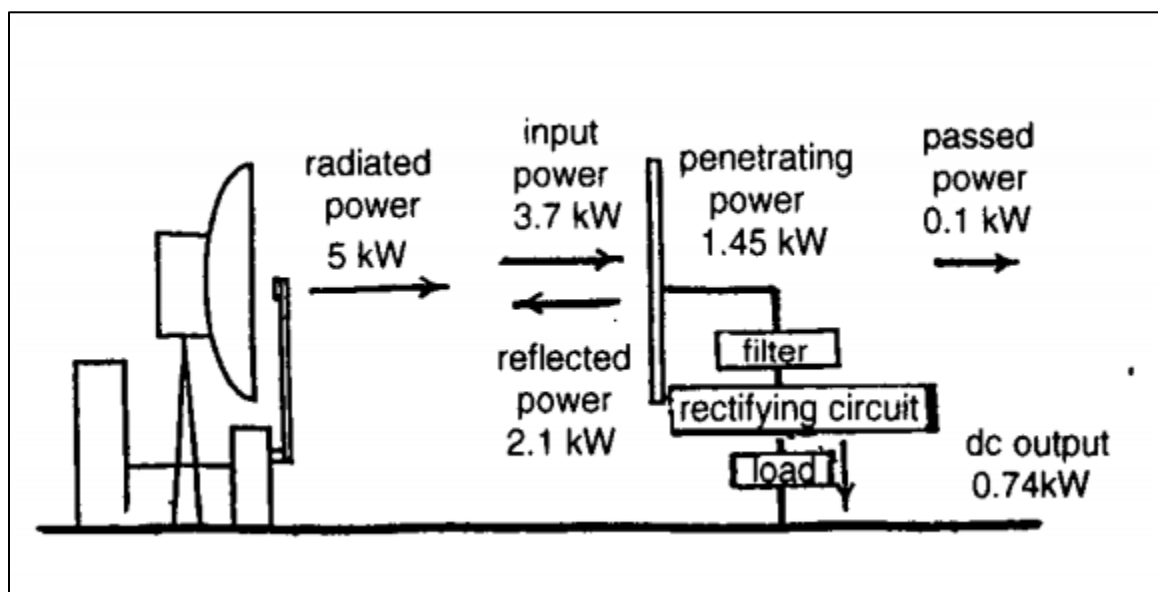 radiated
power
5 kW
input
power
3.7 kW
reflected
power
2.1 kW
penetrating
power
1.45 kW
passed
power
0.1 kW
filter
rectifying circuit
load
dc output
0.74kW